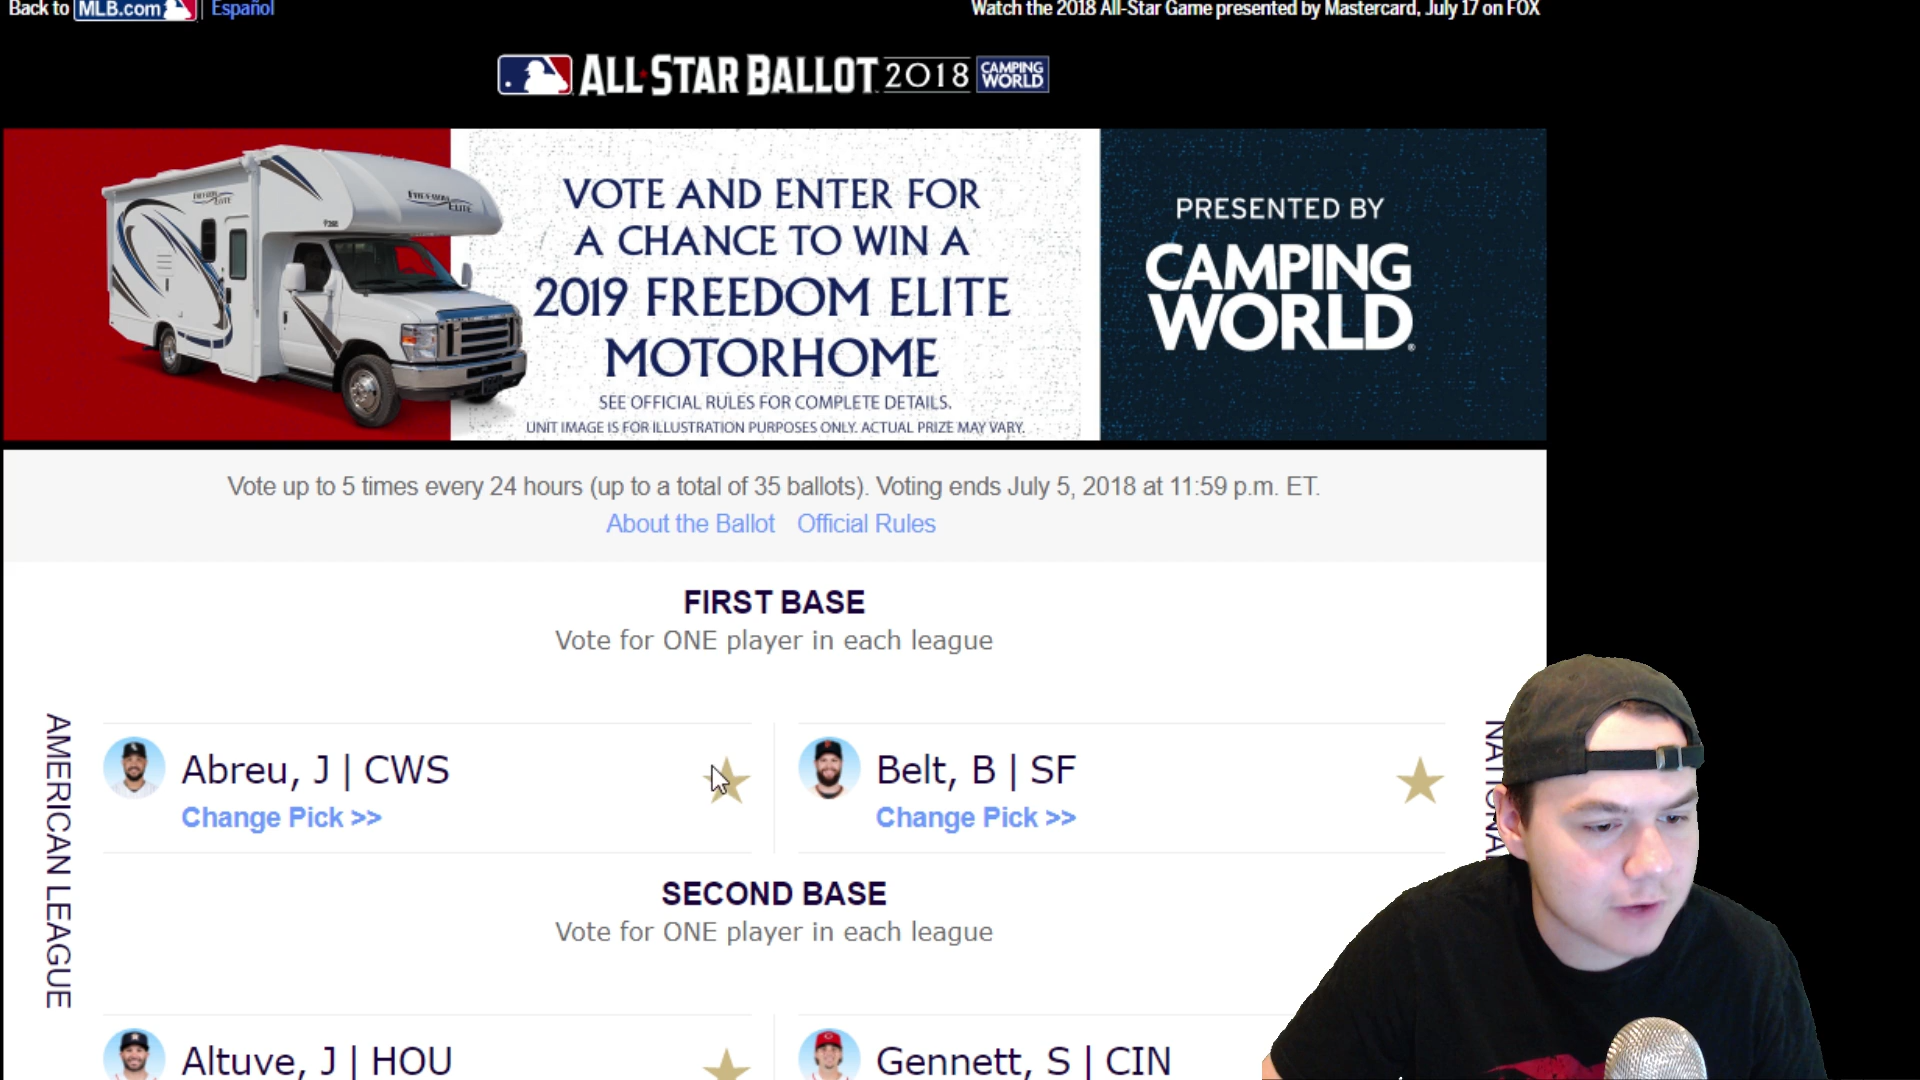 Back to MLB.com | Español
Watch the 2018 All-Star Game presented by Mastercard, July 17 on FOX
ALL★STAR BALLOT 2018 CAMPING WORLD
VOTE AND ENTER FOR
A CHANCE TO WIN A
2019 FREEDOM ELITE
MOTORHOME
SEE OFFICIAL RULES FOR COMPLETE DETAILS.
UNIT IMAGE IS FOR ILLUSTRATION PURPOSES ONLY. ACTUAL PRIZE MAY VARY.
PRESENTED BY
CAMPING
WORLD
Vote up to 5 times every 24 hours (up to a total of 35 ballots). Voting ends July 5, 2018 at 11:59 p.m. ET.
About the Ballot Official Rules
FIRST BASE
Vote for ONE player in each league
AMERICAN LEAGUE
Abreu, J | CWS
Change Pick >>
Belt, B | SF
Change Pick >>
SECOND BASE
Vote for ONE player in each league
Altuve, J | HOU
Gennett, S | CIN